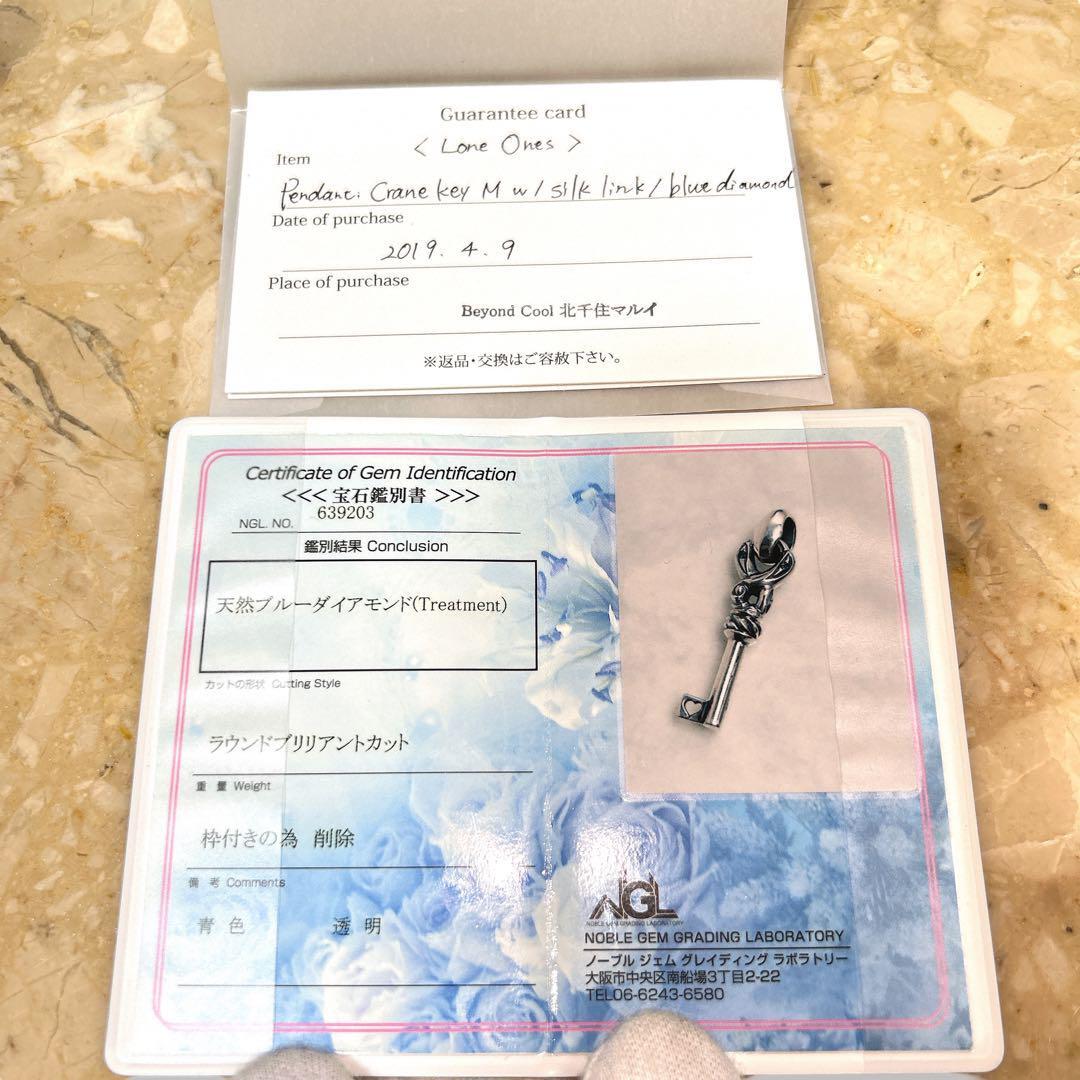 Guarantee card
< Lone Ones >
Item
Pendant: Crane key M w/ silk link / blue diamond
Date of purchase
2019. 4. 9
Place of purchase
Beyond Cool 北千住マルイ
※返品・交換はご容赦下さい。
Certificate of Gem Identification
<<< 宝石鑑別書 >>>
NGL. NO. 639203
鑑別結果 Conclusion
天然ブルーダイアモンド(Treatment)
カットの形状 Cutting Style
ラウンドブリリアントカット
重 量 Weight
枠付きの為 削除
備 考 Comments
青 色 透 明
NGL
NOBLE GEM GRADING LABORATORY
NOBLE GEM GRADING LABORATORY
ノーブル ジェム グレイディング ラボラトリー
大阪市中央区南船場3丁目2-22
TEL06-6243-6580